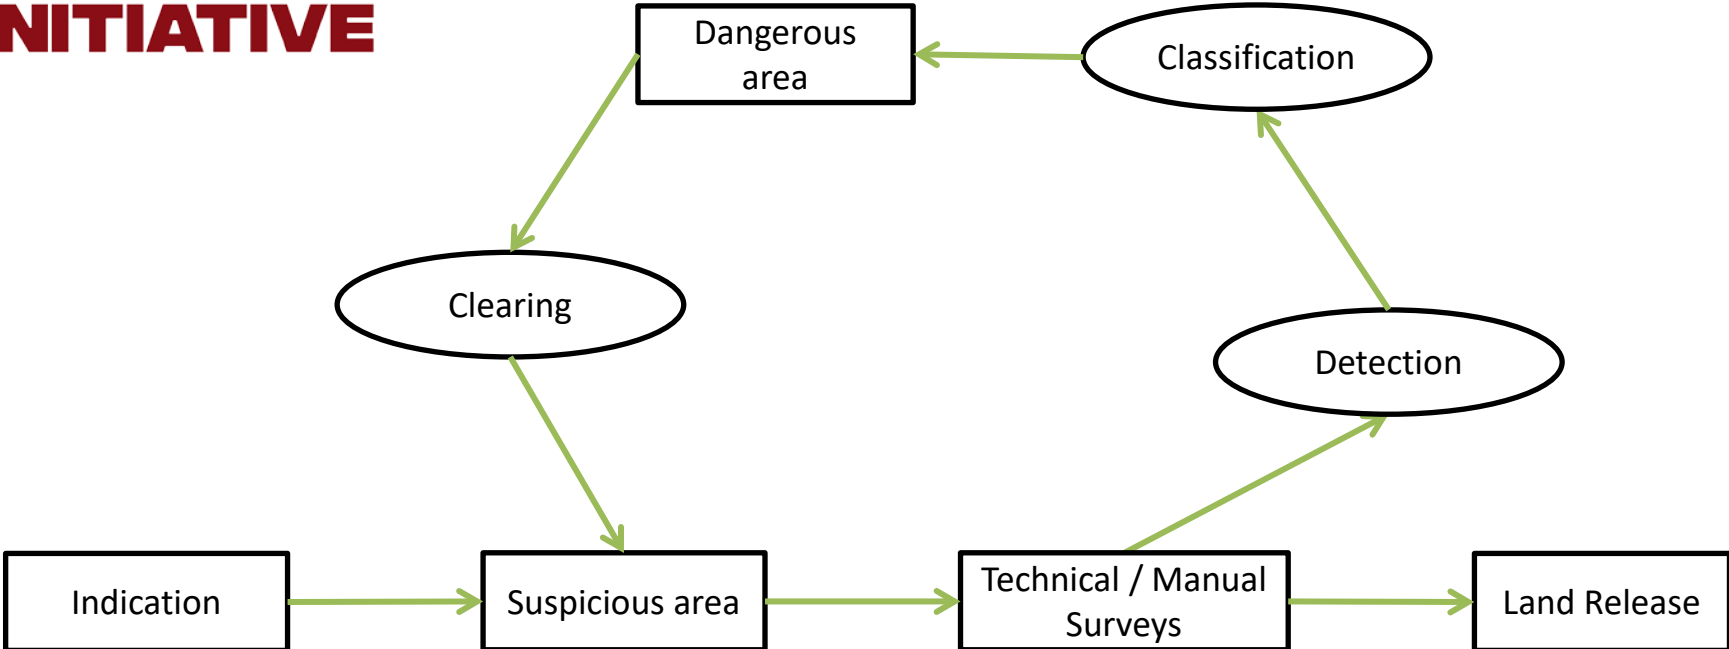 NITIATIVE
Dangerous
area
Classification
Clearing
Detection
Indication
Suspicious area
Technical / Manual
Surveys
Land Release